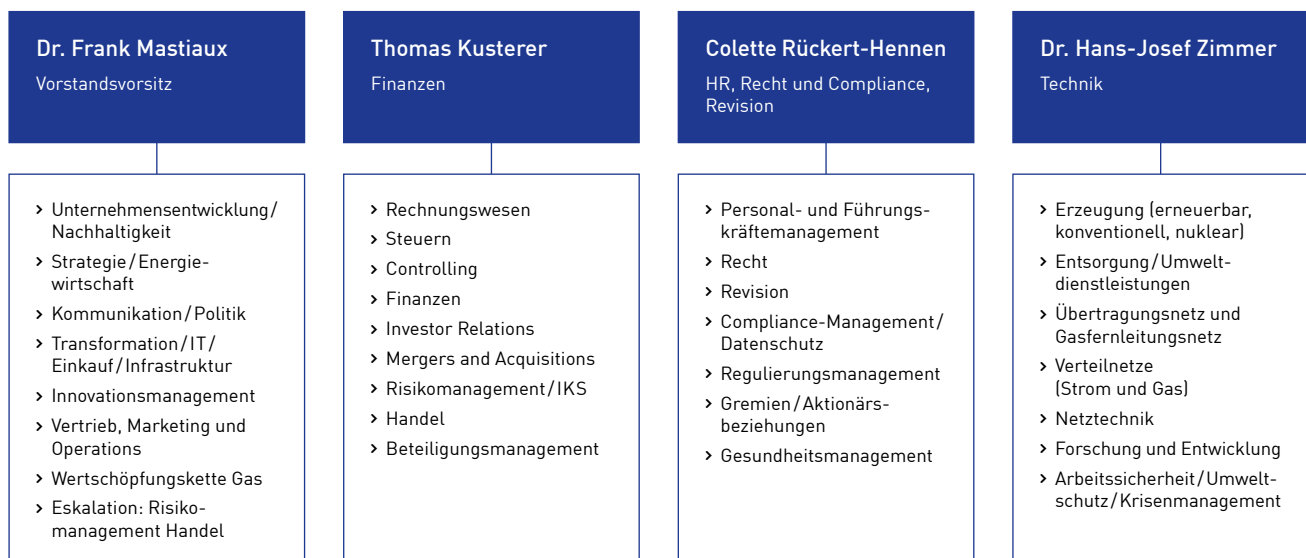 Dr. Frank Mastiaux
Vorstandsvorsitz
Unternehmensentwicklung/
Nachhaltigkeit
Strategie/Energie-
wirtschaft
Kommunikation/Politik
Transformation/IT/
Einkauf/Infrastruktur
Innovationsmanagement
Vertrieb, Marketing und
Operations
Wertschöpfungskette Gas
Eskalation: Risiko-
management Handel
Thomas Kusterer
Finanzen
Rechnungswesen
Steuern
Controlling
Finanzen
Investor Relations
Mergers and Acquisitions
Risikomanagement/IKS
Handel
Beteiligungsmanagement
Colette Rückert-Hennen
HR, Recht und Compliance,
Revision
Personal- und Führungs-
kräftemanagement
Recht
Revision
Compliance-Management/
Datenschutz
Regulierungsmanagement
Gremien/Aktionärs-
beziehungen
Gesundheitsmanagement
Dr. Hans-Josef Zimmer
Technik
Erzeugung (erneuerbar,
konventionell, nuklear)
Entsorgung/Umwelt-
dienstleistungen
Übertragungsnetz und
Gasfernleitungsnetz
Verteilnetze
(Strom und Gas)
Netztechnik
Forschung und Entwicklung
Arbeitssicherheit/Umwelt-
schutz/Krisenmanagement